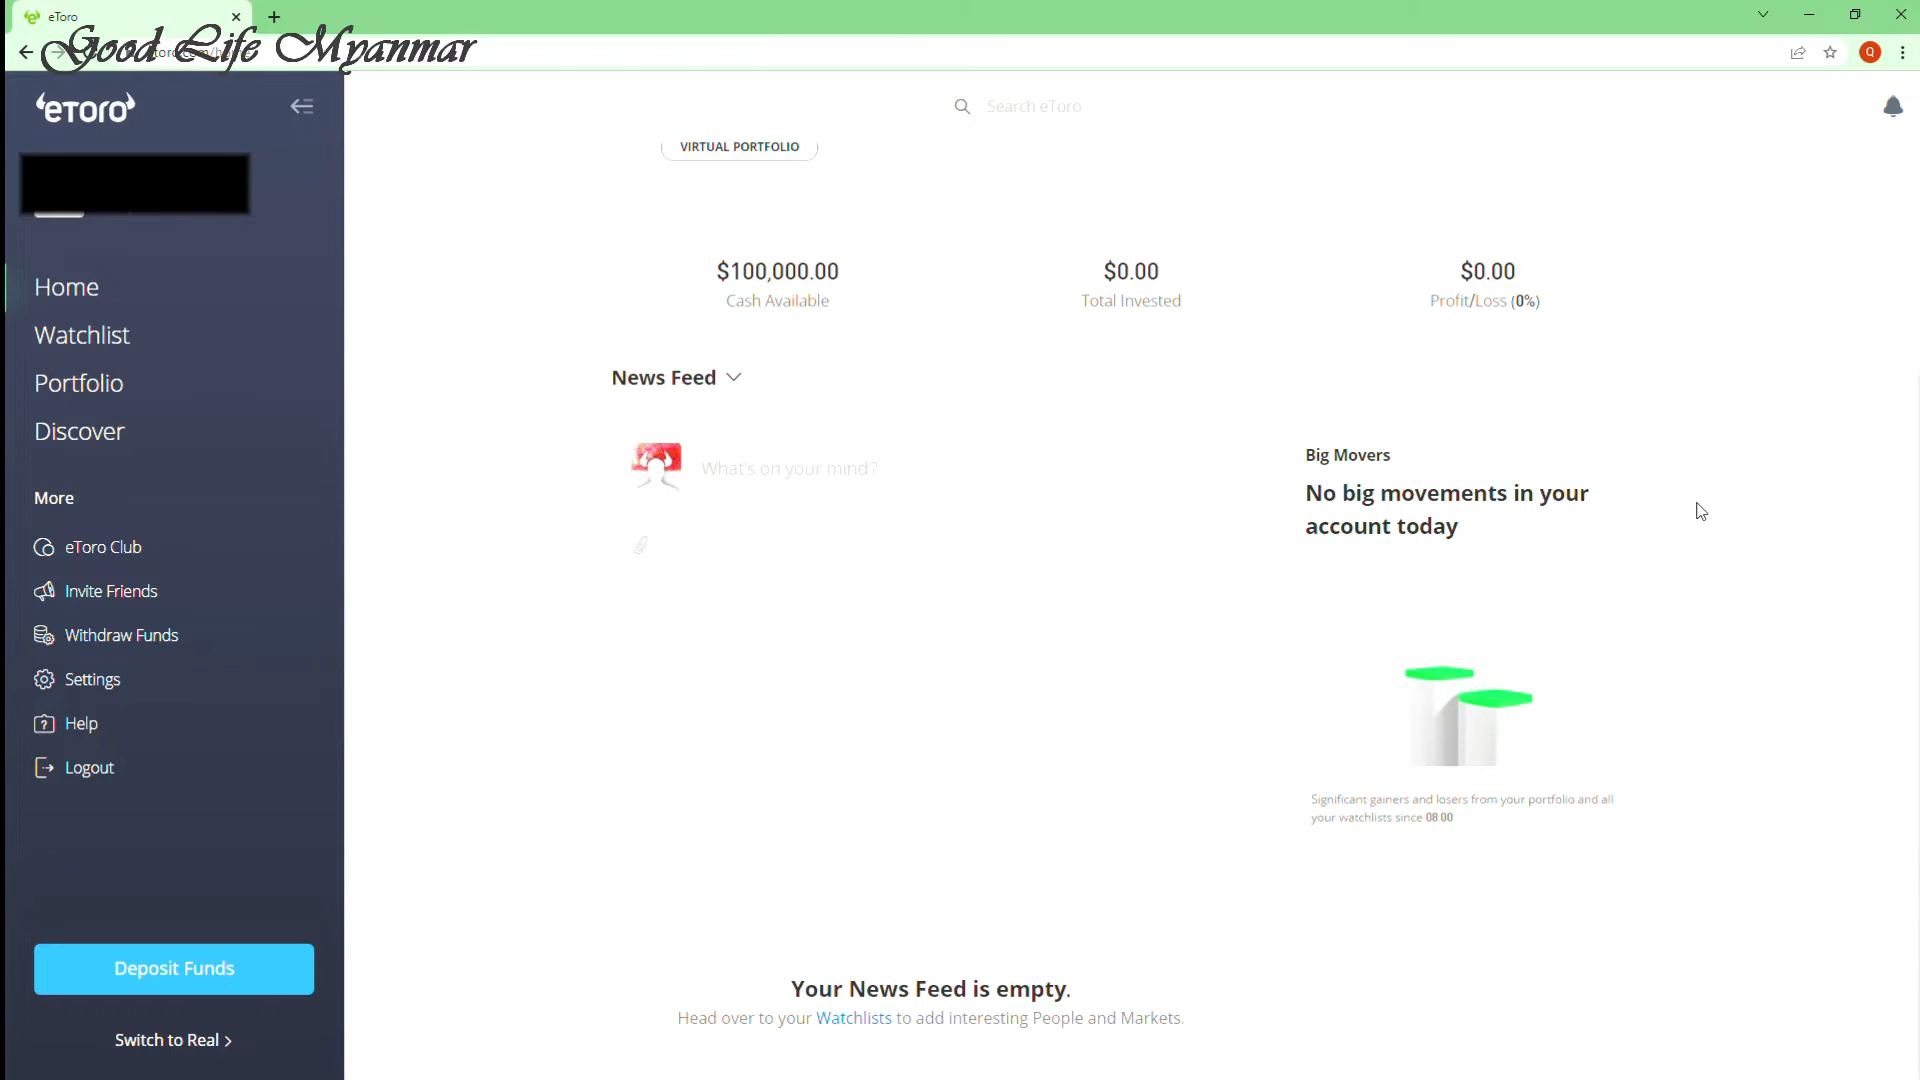 eToro
Good Life Myanmar
eToro
Search eToro
VIRTUAL PORTFOLIO
$100,000.00
Cash Available
$0.00
Total Invested
$0.00
Profit/Loss (0%)
Home
Watchlist
Portfolio
Discover
More
eToro Club
Invite Friends
Withdraw Funds
Settings
Help
Logout
Deposit Funds
Switch to Real >
News Feed
What's on your mind?
Big Movers
No big movements in your
account today
Significant gainers and losers from your portfolio and all
your watchlists since 08:00
Your News Feed is empty.
Head over to your Watchlists to add interesting People and Markets.
Q